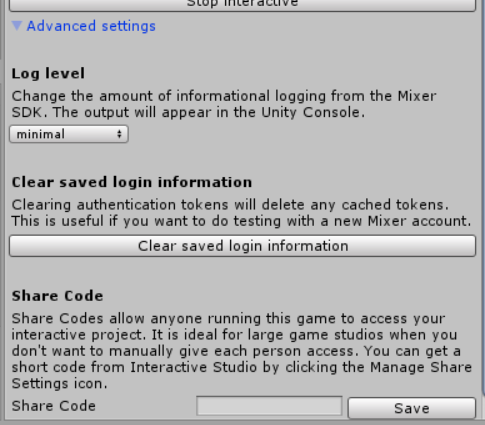 Stop Interactive
Advanced settings
Log level
Change the amount of informational logging from the Mixer
SDK. The output will appear in the Unity Console.
minimal
Clear saved login information
Clearing authentication tokens will delete any cached tokens.
This is useful if you want to do testing with a new Mixer account.
Clear saved login information
Share Code
Share Codes allow anyone running this game to access your
interactive project. It is ideal for large game studios when you
don't want to manually give each person access. You can get a
short code from Interactive Studio by clicking the Manage Share
Settings icon.
Share Code
Save